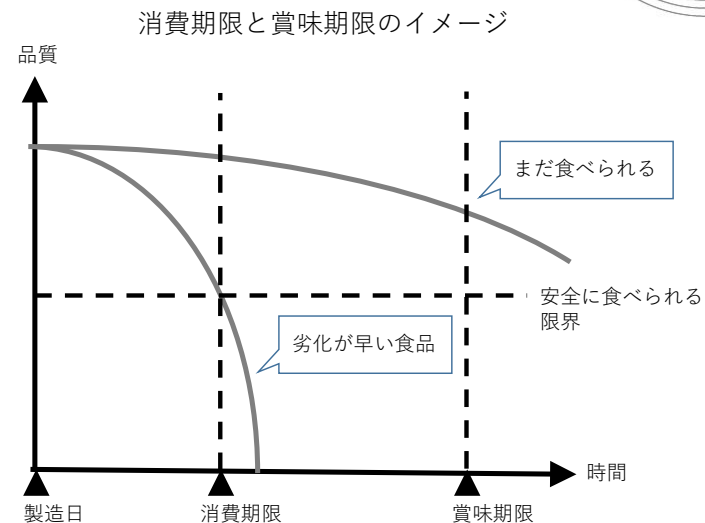 消費期限と賞味期限のイメージ
品質
まだ食べられる
安全に食べられる
限界
劣化が早い食品
時間
製造日
消費期限
賞味期限